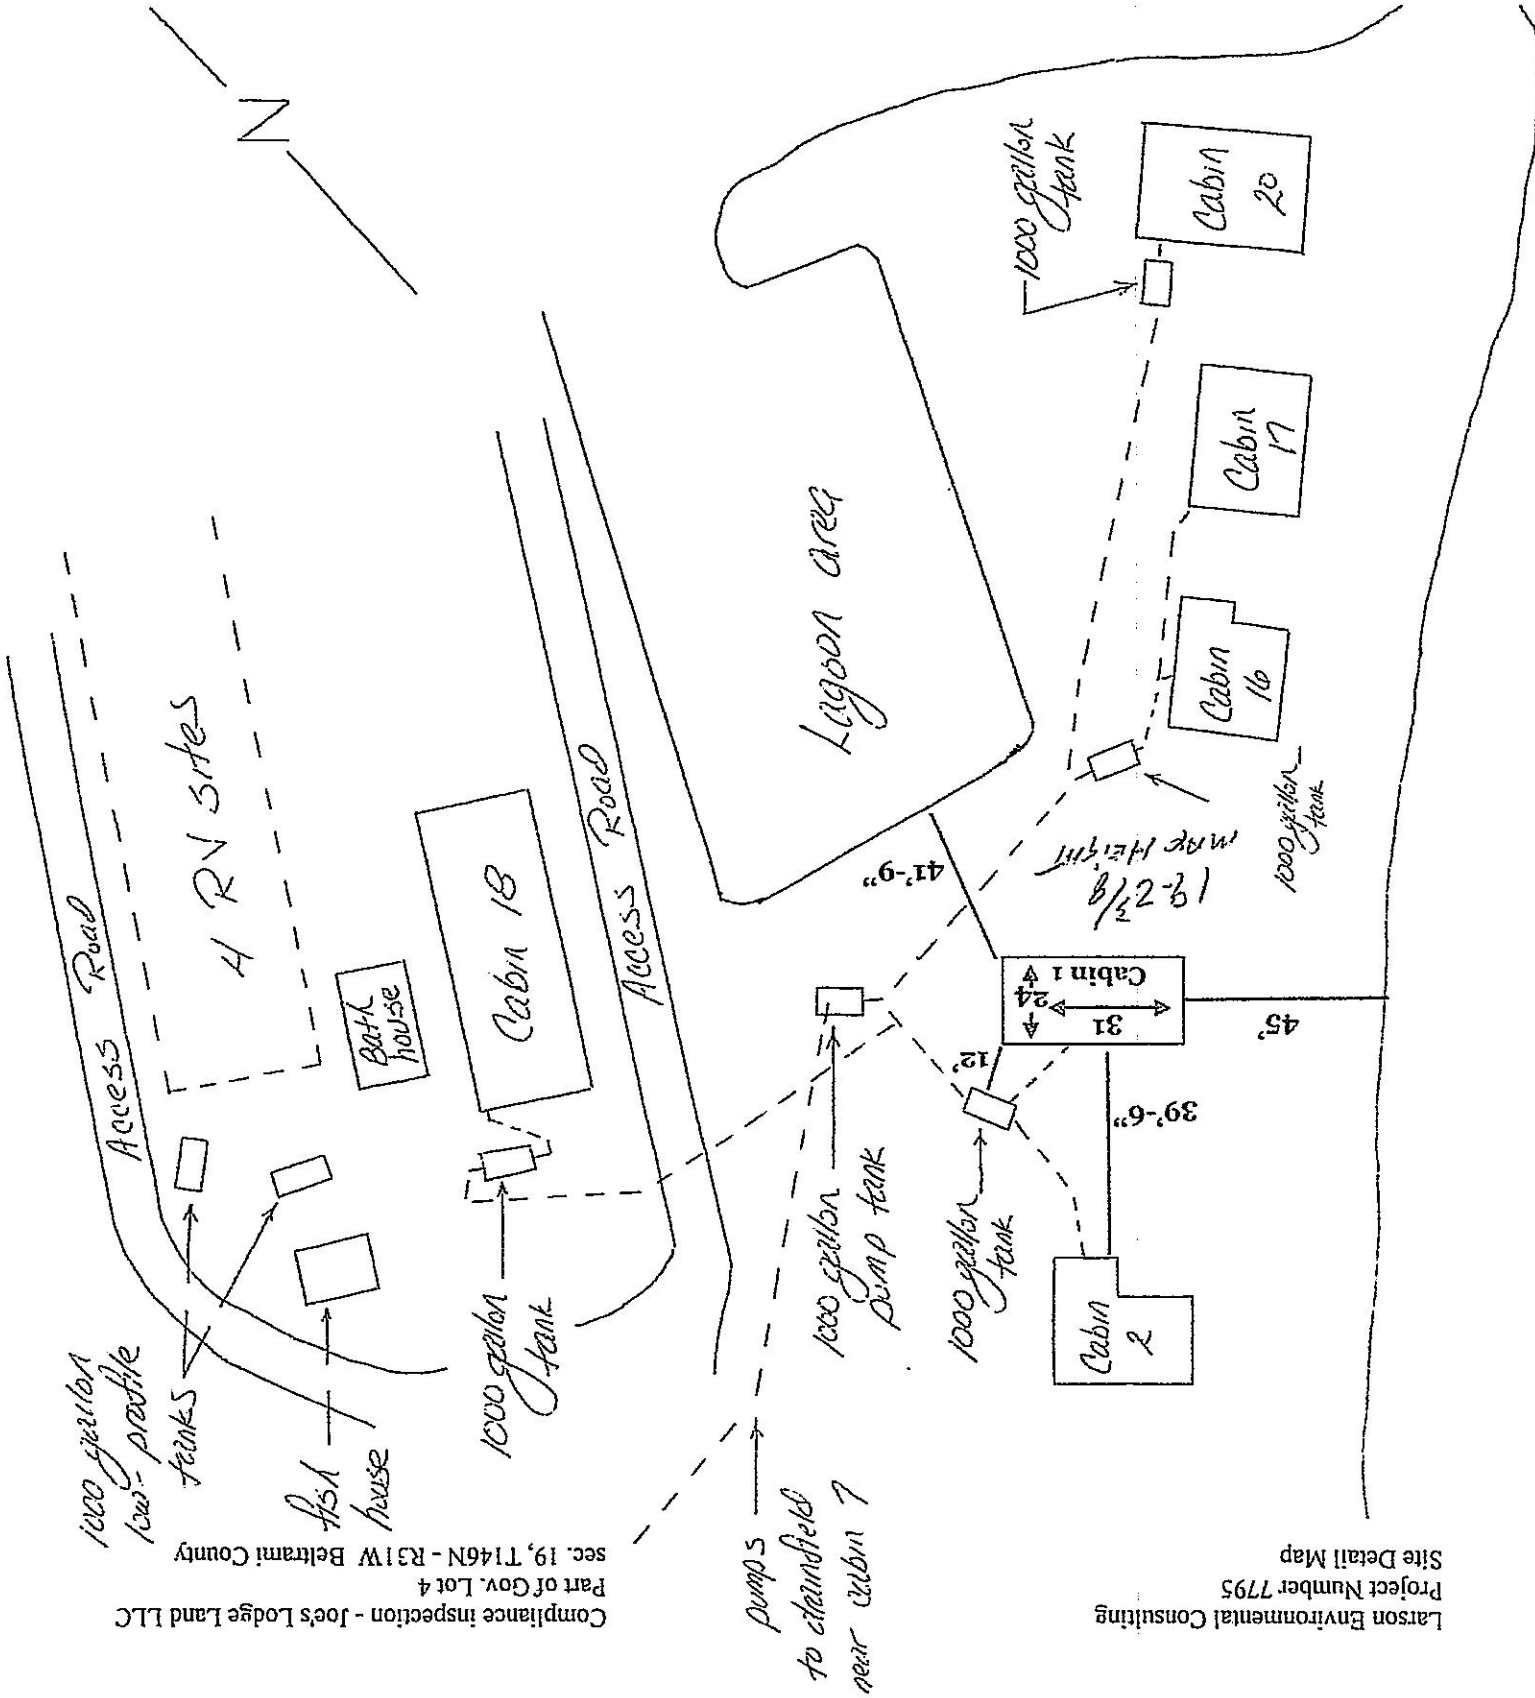 Compliance inspection - Joe's Lodge Land LLC
Part of Gov. Lot 4
sec. 19, T146N - R31W Beltrami County
Larson Environmental Consulting
Project Number 7795
Site Detail Map
N
1000 gallon
low-profile
tanks
fish
house
Access Road
4 RV sites
Bath
house
Cabin 18
1000 gallon
tank
Access Road
Lagoon area
pumps
to drainfield
near cabin 7
1000 gallon
pump tank
1000 gallon
tank
Cabin
2
39'-6"
12'
31
24
Cabin 1
45'
41'-9"
19-2 3/8
MAX HEIGHT
1000 gallon
tank
Cabin
16
Cabin
17
1000 gallon
tank
Cabin
20